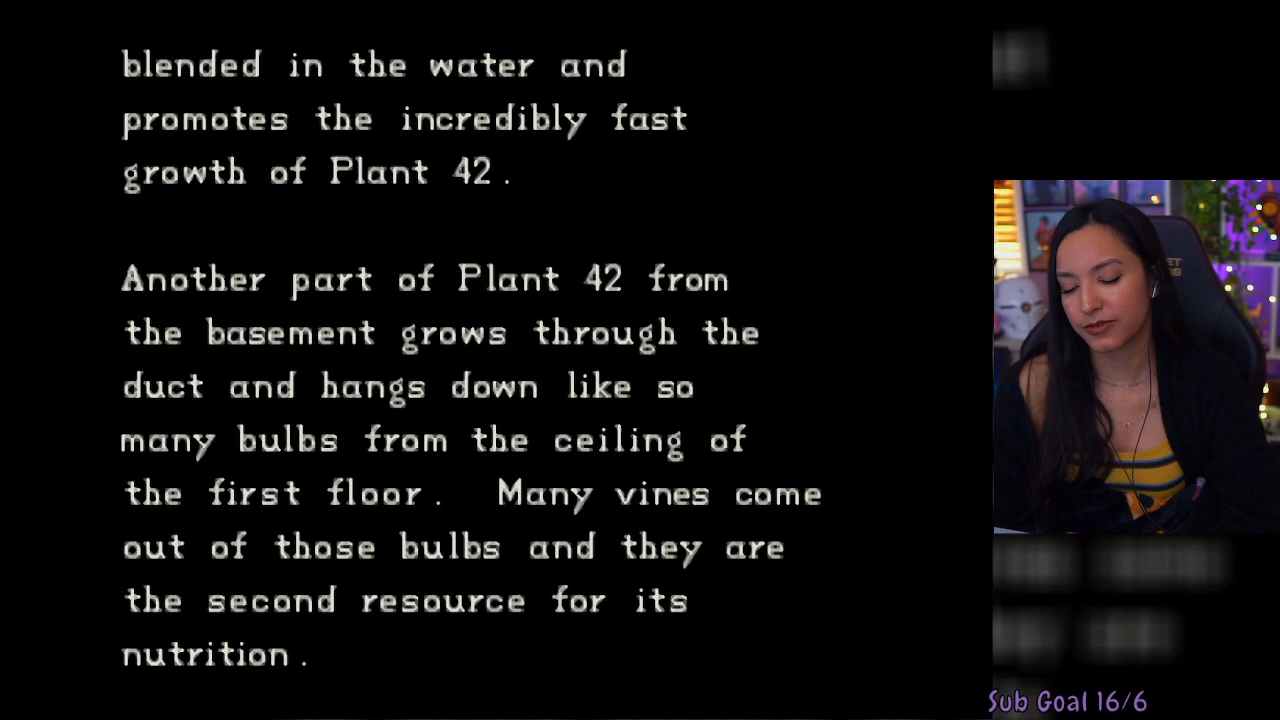 blended in the water and
promotes the incredibly fast
growth of Plant 42.
Another part of Plant 42 from
the basement grows through the
duct and hangs down like so
many bulbs from the ceiling of
the first floor. Many vines come
out of those bulbs and they are
the second resource for its
nutrition.
Sub Goal 16/6